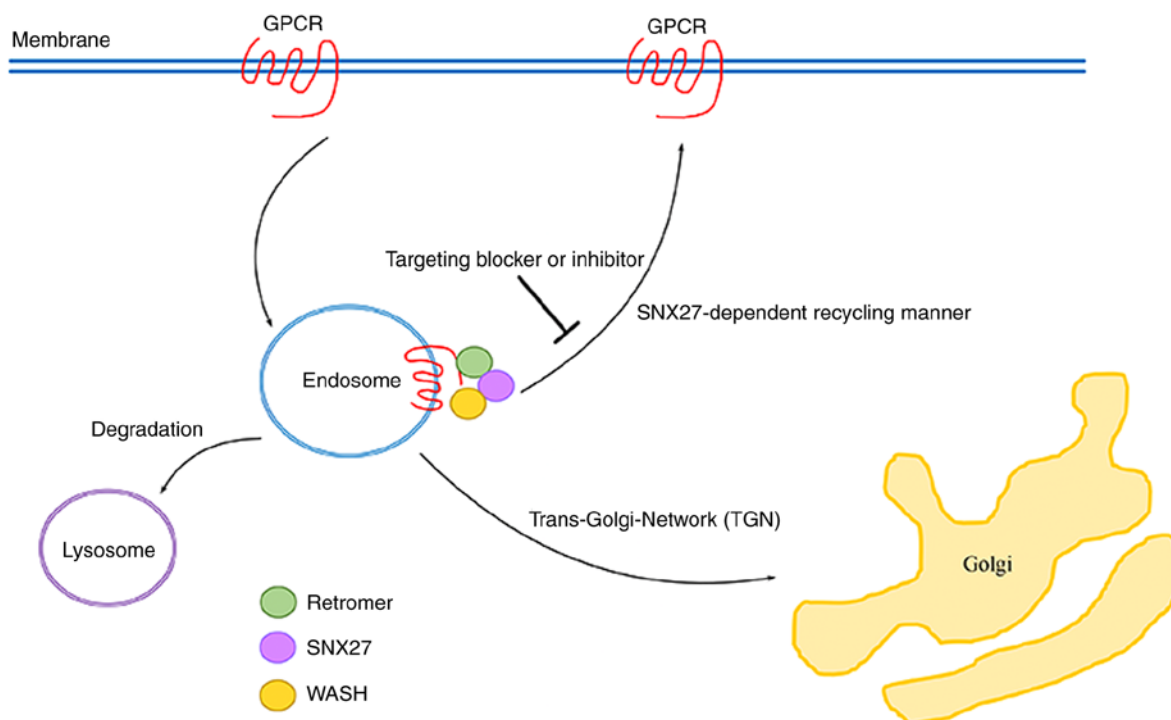 GPCR
GPCR
Membrane
Targeting blocker or inhibitor
SNX27-dependent recycling manner
Endosome
Degradation
Trans-Golgi-Network (TGN)
Lysosome
Golgi
Retromer
SNX27
WASH